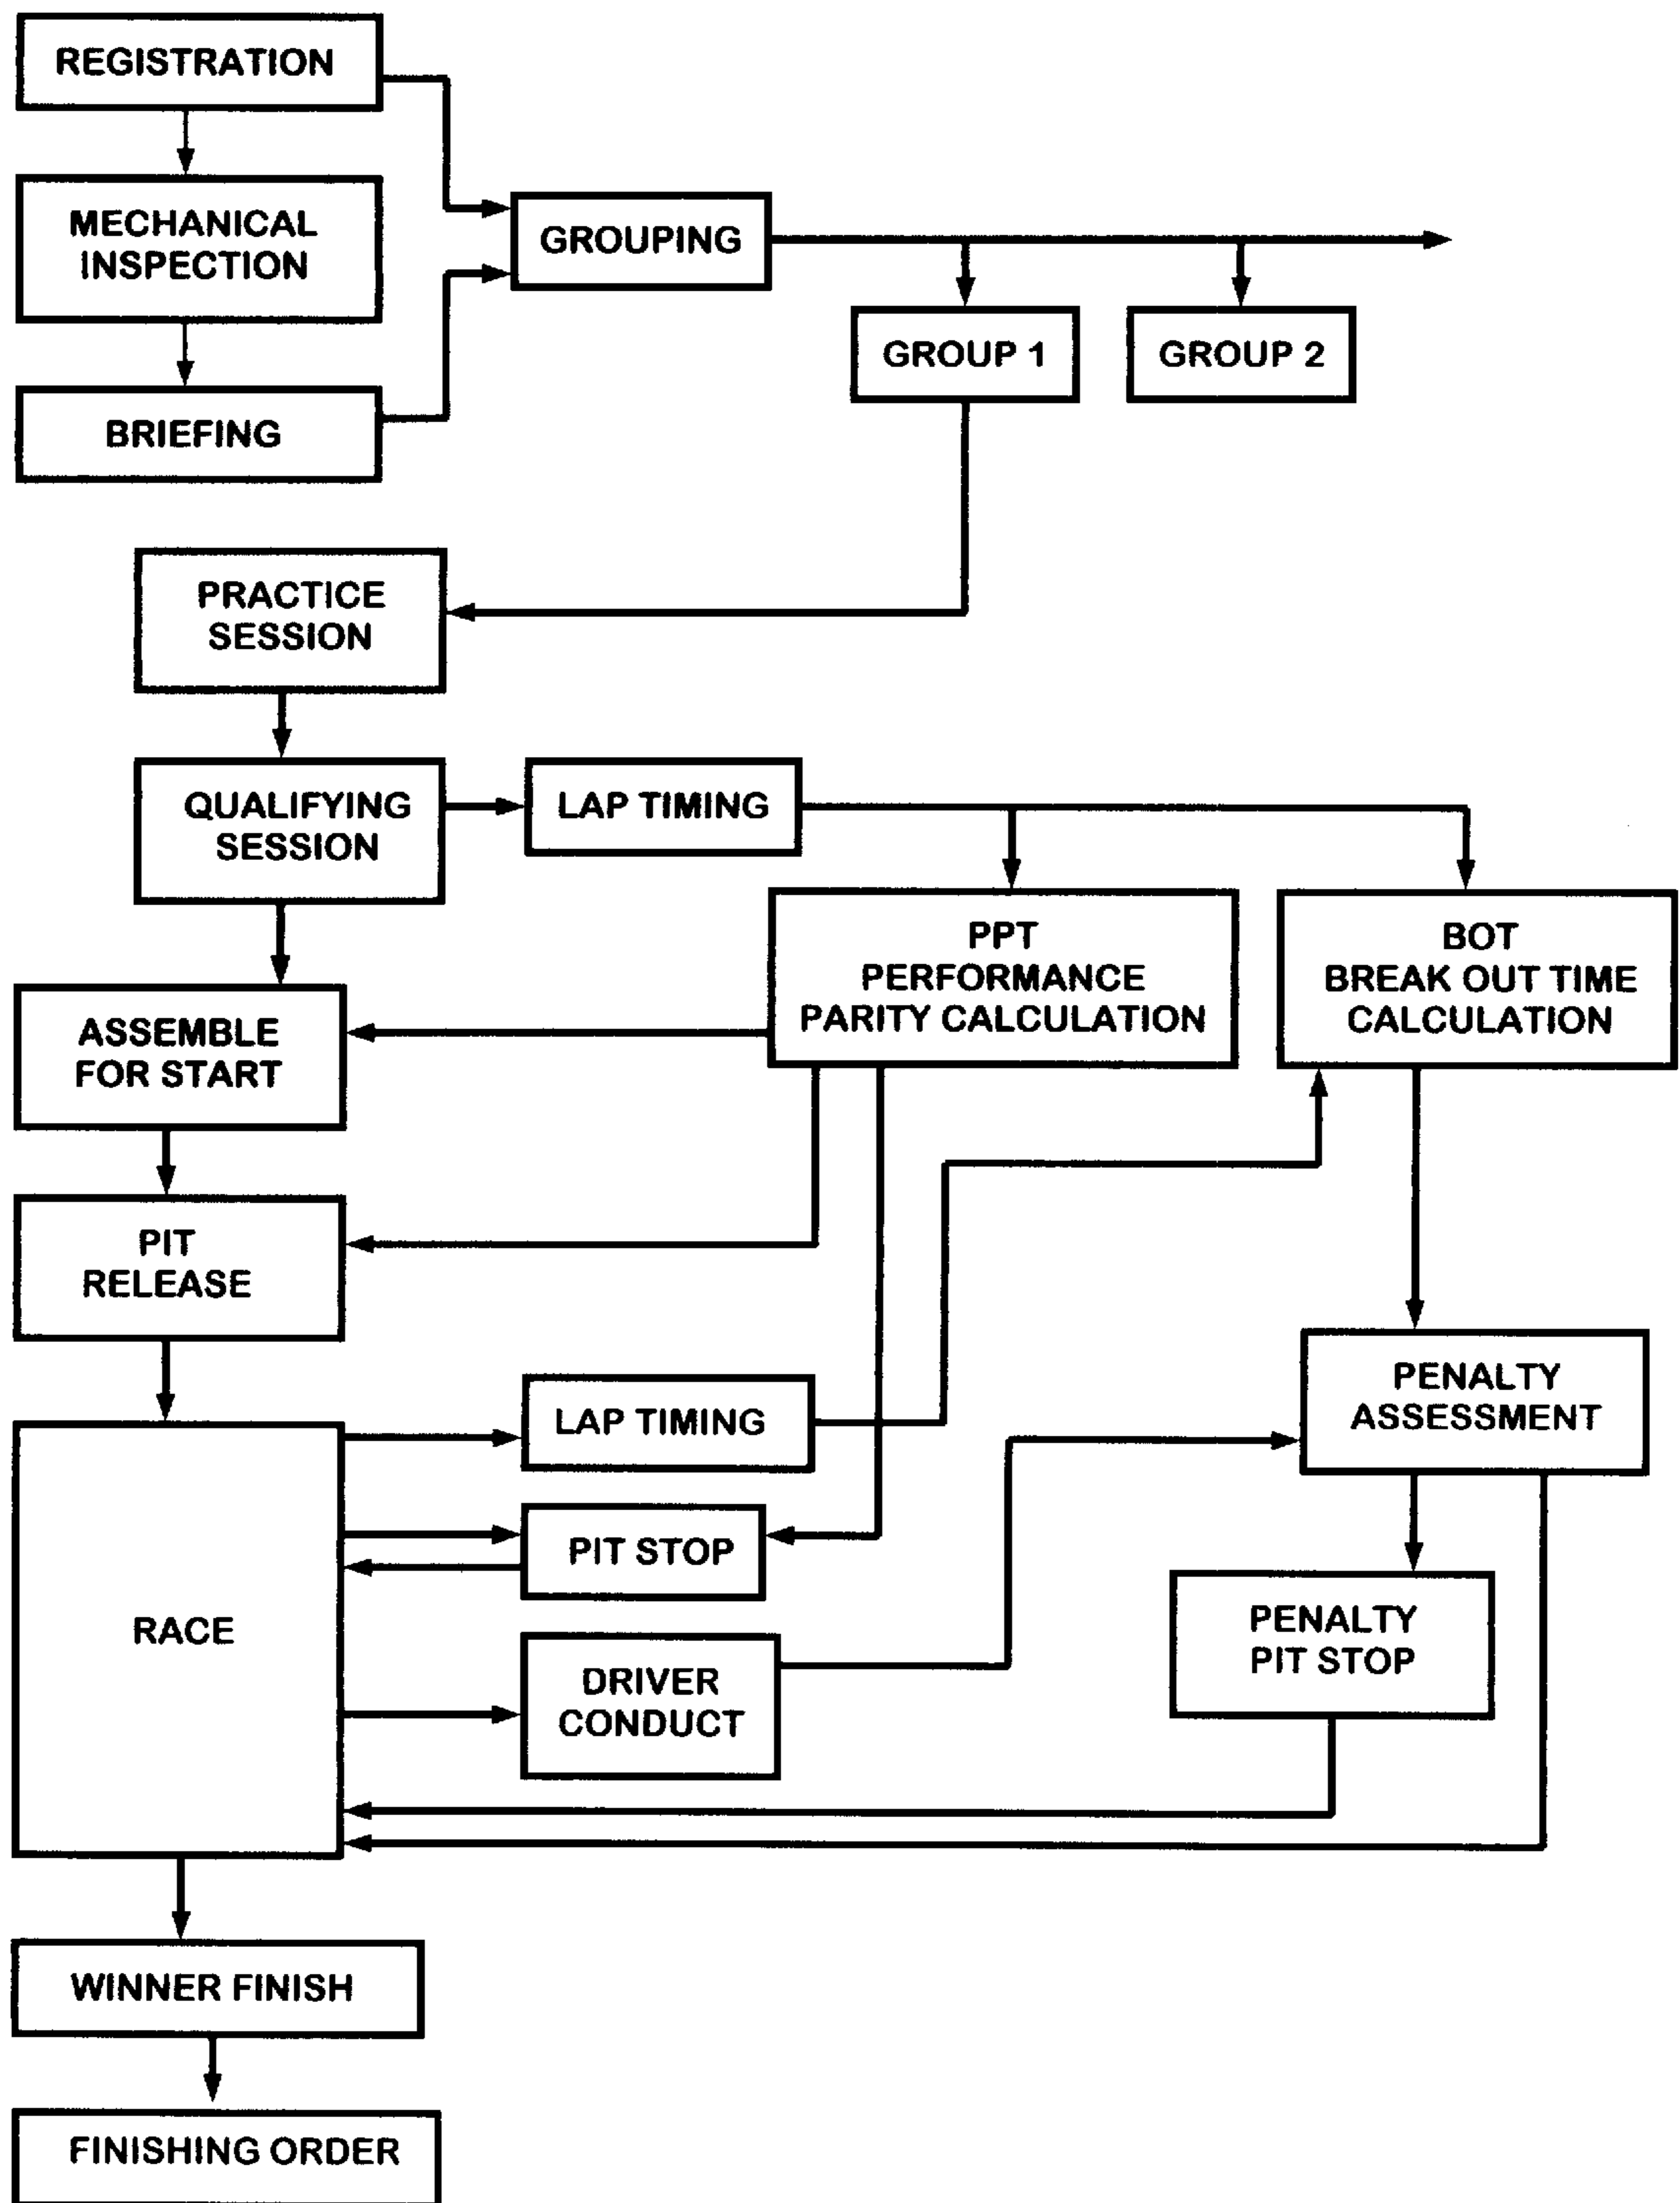 REGISTRATION
MECHANICAL
INSPECTION
GROUPING
BRIEFING
GROUP 1
GROUP 2
PRACTICE
SESSION
QUALIFYING
SESSION
LAP TIMING
PPT
PERFORMANCE
PARITY CALCULATION
BOT
BREAK OUT TIME
CALCULATION
ASSEMBLE
FOR START
PIT
RELEASE
PENALTY
ASSESSMENT
LAP TIMING
PIT STOP
RACE
DRIVER
CONDUCT
PENALTY
PIT STOP
WINNER FINISH
FINISHING ORDER